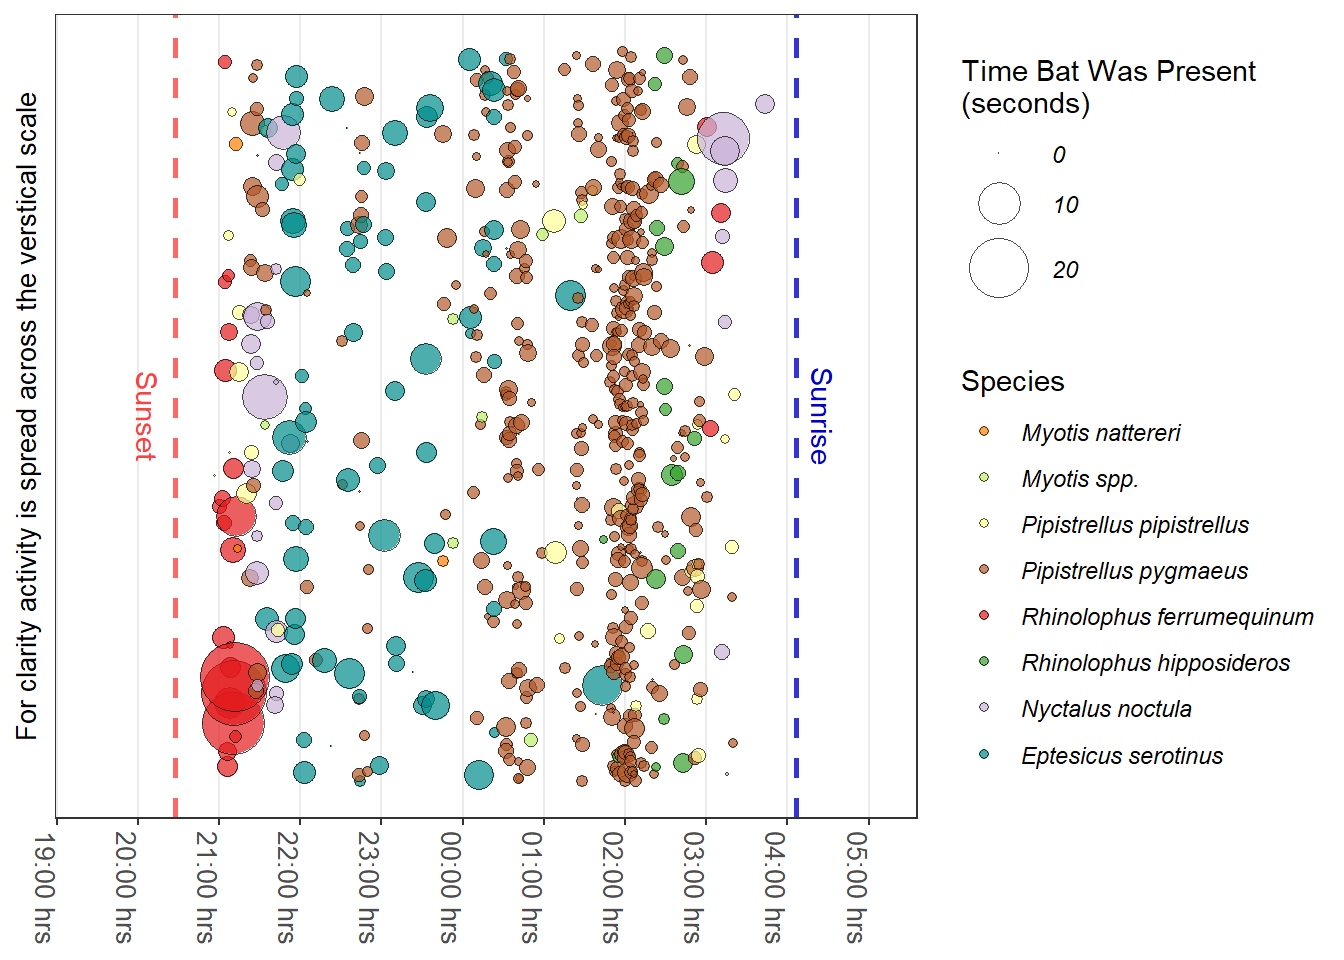 For clarity activity is spread across the verstical scale
Sunset
Sunrise
19:00 hrs
20:00 hrs
21:00 hrs
22:00 hrs
23:00 hrs
00:00 hrs
01:00 hrs
02:00 hrs
03:00 hrs
04:00 hrs
05:00 hrs
Time Bat Was Present
(seconds)
0
10
20
Species
Myotis nattereri
Myotis spp.
Pipistrellus pipistrellus
Pipistrellus pygmaeus
Rhinolophus ferrumequinum
Rhinolophus hipposideros
Nyctalus noctula
Eptesicus serotinus